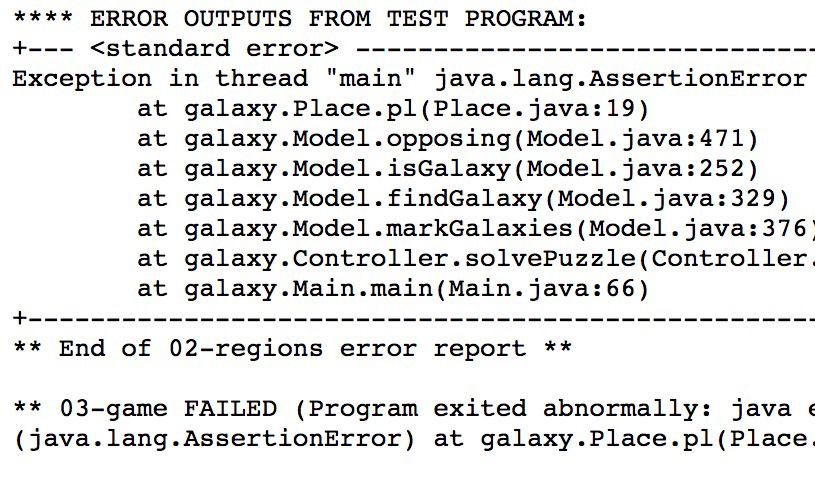 **** ERROR OUTPUTS FROM TEST PROGRAM:
+--- <standard error> ------------------------------
Exception in thread "main" java.lang.AssertionError
at galaxy.Place.pl(Place.java:19)
at galaxy.Model.opposing(Model.java:471)
at galaxy.Model.isGalaxy(Model.java:252)
at galaxy.Model.findGalaxy(Model.java:329)
at galaxy.Model.markGalaxies(Model.java:376)
at galaxy.Controller.solvePuzzle(Controller.
at galaxy.Main.main(Main.java:66)
+---------------------------------------------------
** End of 02-regions error report **
** 03-game FAILED (Program exited abnormally: java e
(java.lang.AssertionError) at galaxy.Place.pl(Place.